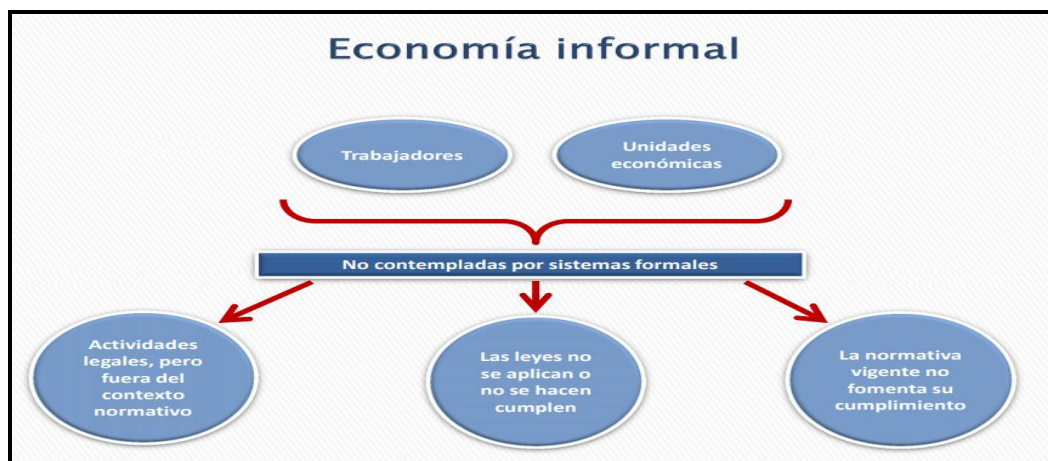 Economía informal
Trabajadores
Unidades
económicas
No contempladas por sistemas formales
Actividades
legales, pero
fuera del
contexto
normativo
Las leyes no
se aplican o
no se hacen
cumplen
La normativa
vigente no
fomenta su
cumplimiento